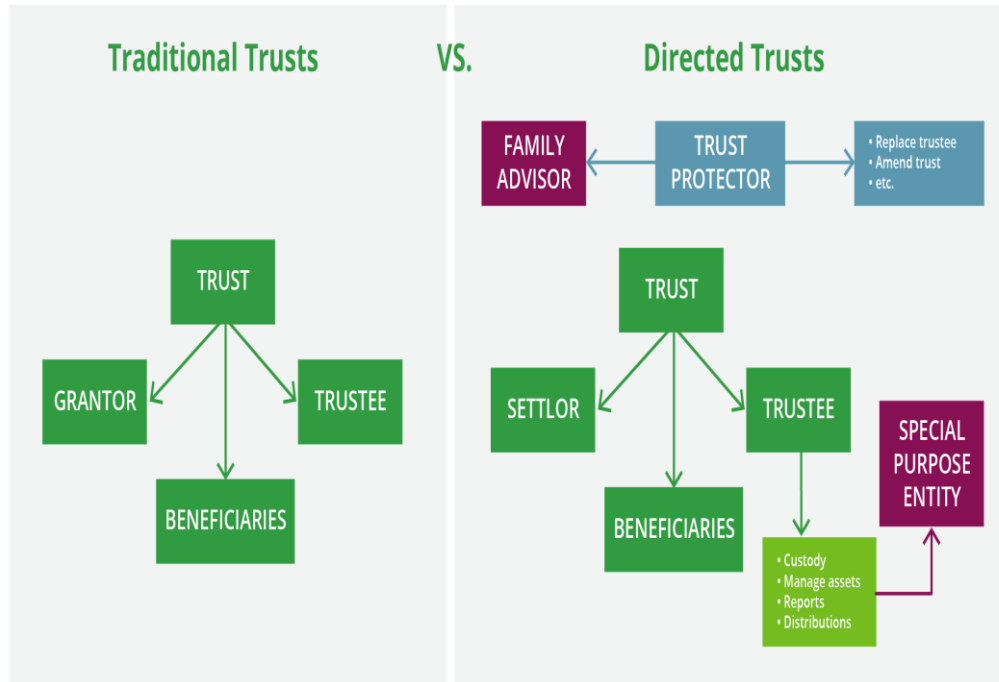 Traditional Trusts
VS.
Directed Trusts
FAMILY
ADVISOR
TRUST
PROTECTOR
• Replace trustee
• Amend trust
• etc.
TRUST
GRANTOR
TRUSTEE
BENEFICIARIES
TRUST
SETTLOR
TRUSTEE
BENEFICIARIES
SPECIAL
PURPOSE
ENTITY
• Custody
• Manage assets
• Reports
• Distributions